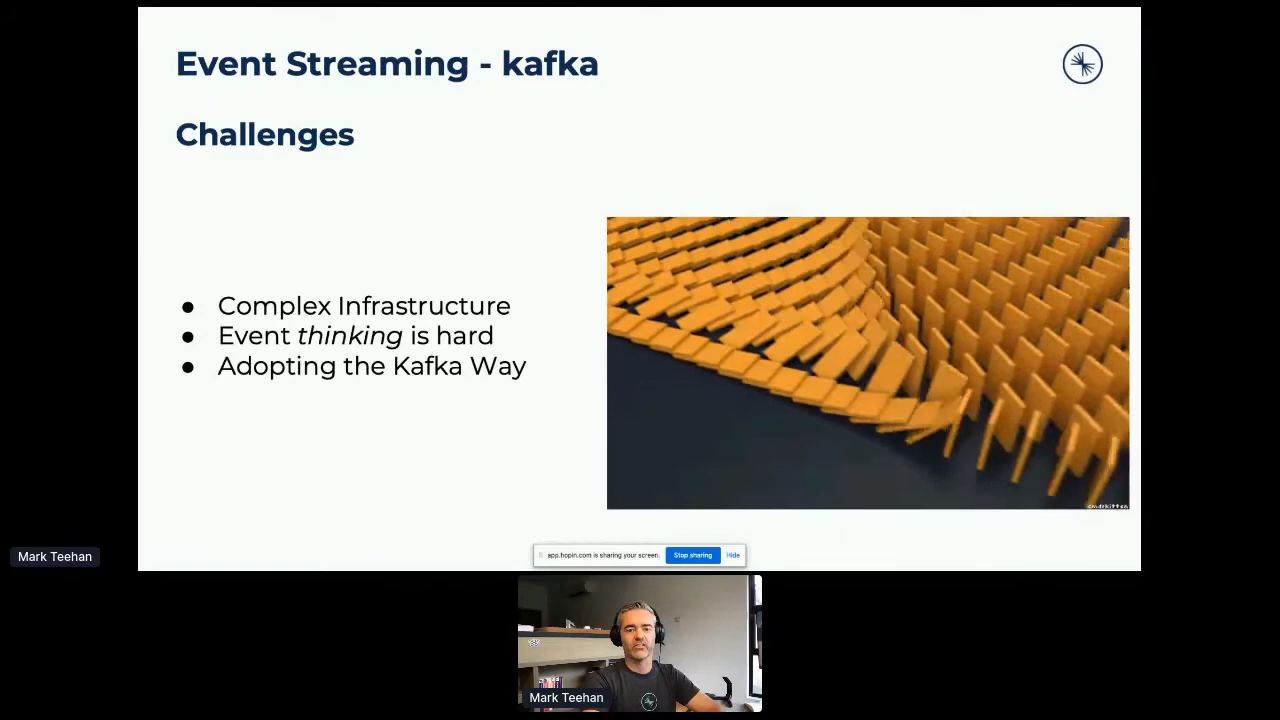 Event Streaming - kafka
Challenges
● Complex Infrastructure
● Event thinking is hard
● Adopting the Kafka Way
cmdrkitten
Mark Teehan
app.hopin.com is sharing your screen.
Stop sharing
Hide
Mark Teehan